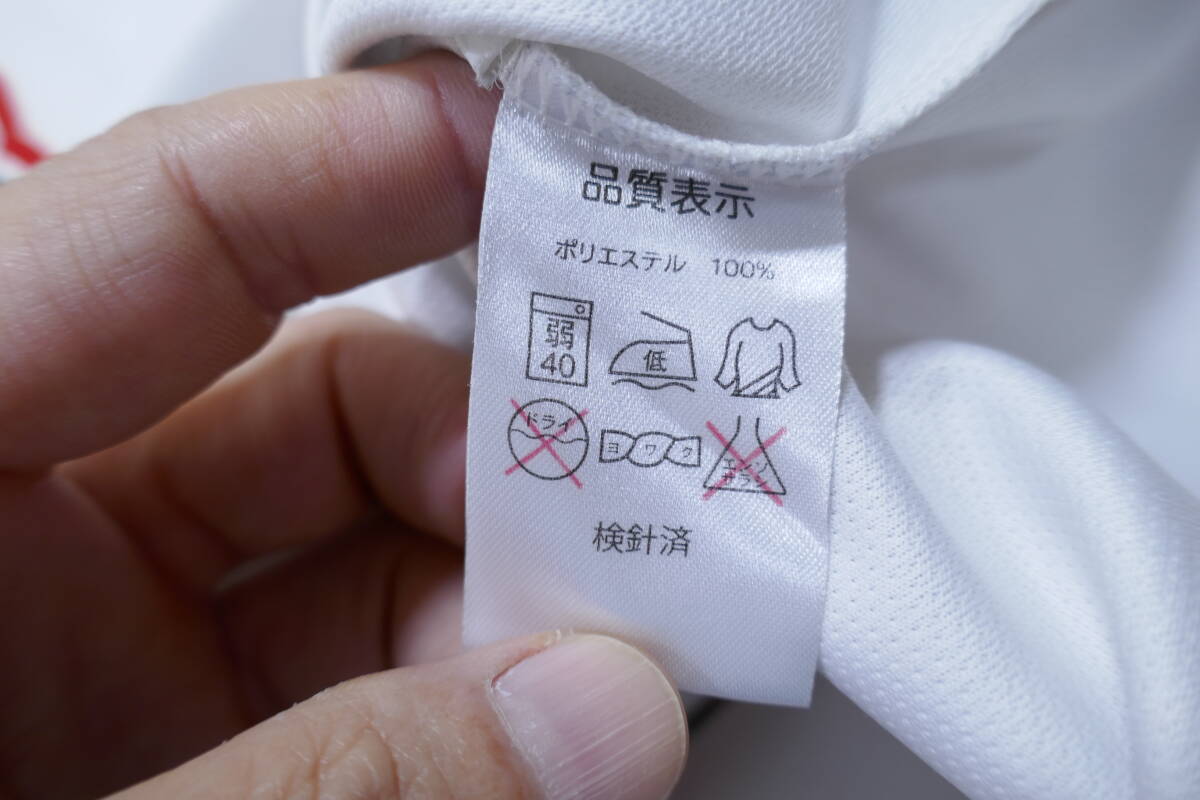 品質表示
ポリエステル 100%
弱
40
低
ドライ
ヨワク
エンソ
サラシ
検針済